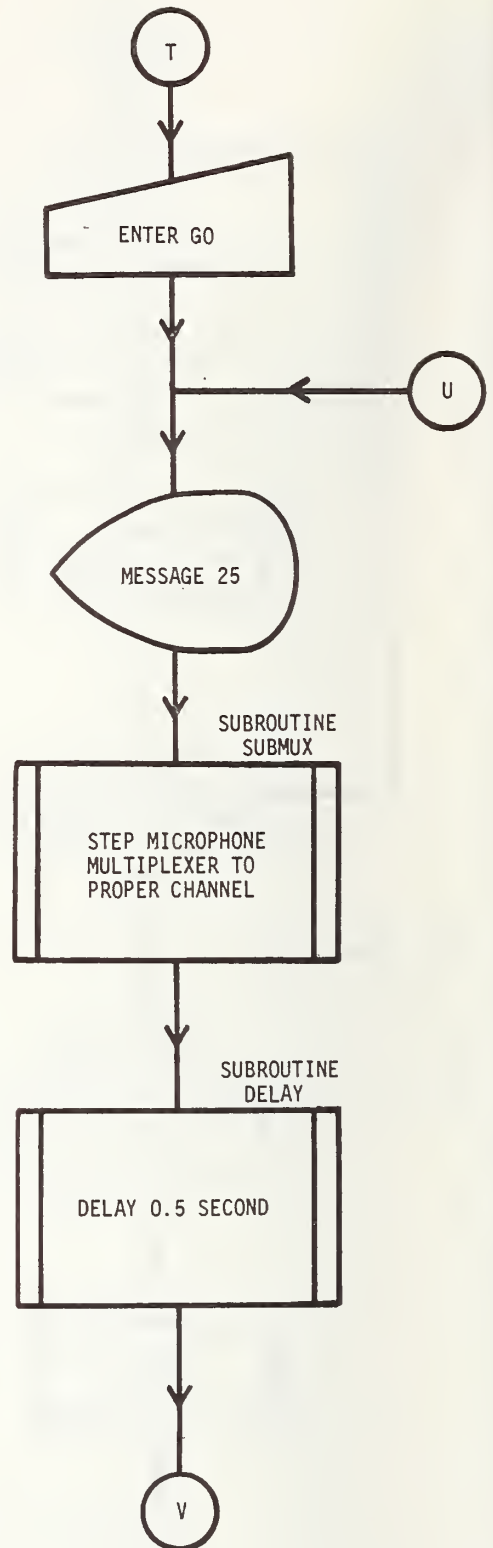 T
ENTER GO
U
MESSAGE 25
SUBROUTINE
SUBMUX
STEP MICROPHONE
MULTIPLEXER TO
PROPER CHANNEL
SUBROUTINE
DELAY
DELAY 0.5 SECOND
V